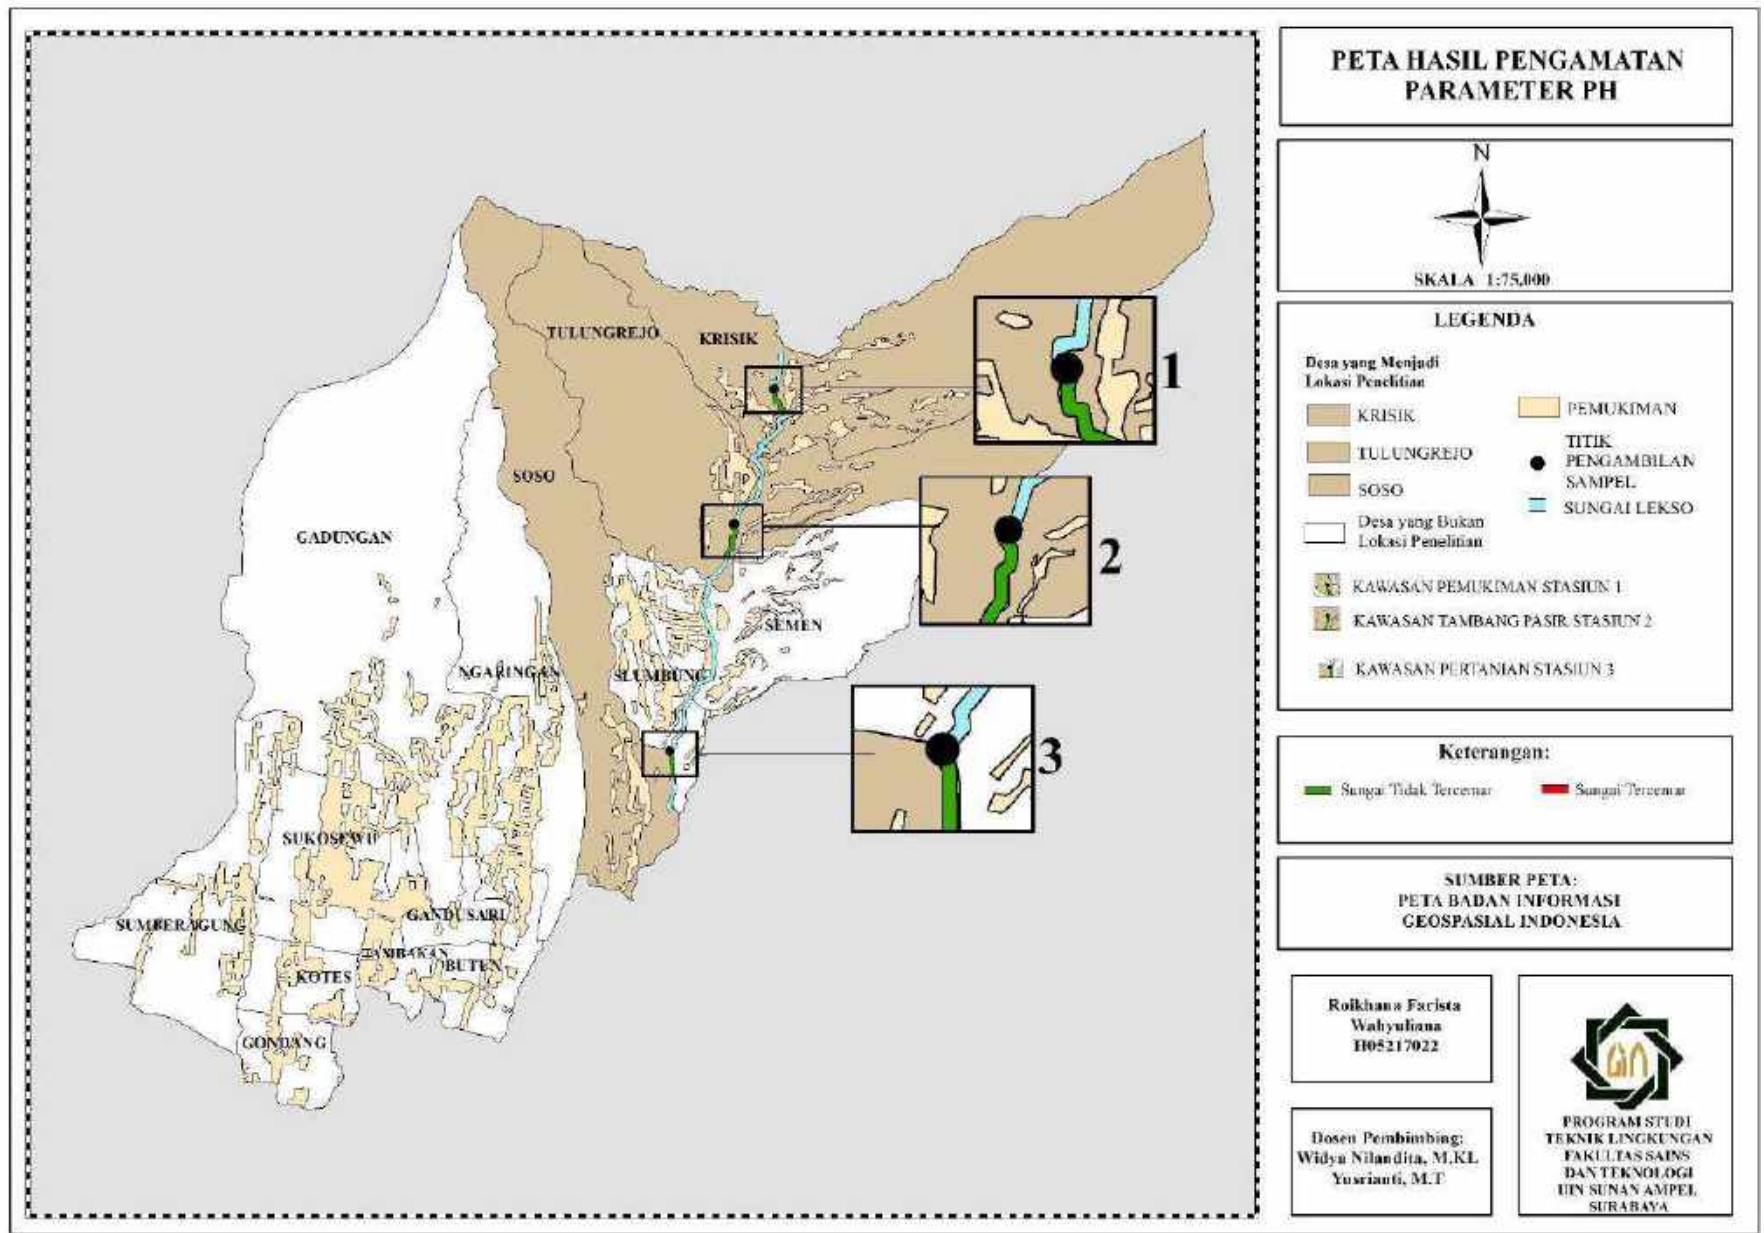 PETA HASIL PENGAMATAN
PARAMETER PH
N
SKALA 1:75,000
LEGENDA
Desa yang Menjadi
Lokasi Penelitian
KRISIK
TULUNGREJO
SOSO
Desa yang Bukan
Lokasi Penelitian
PEMUKIMAN
TITIK
PENGAMBILAN
SAMPEL
SUNGAI LEKSO
KAWASAN PEMUKIMAN STASIUN 1
KAWASAN TAMBANG PASIR STASIUN 2
KAWASAN PERTANIAN STASIUN 3
Keterangan:
Sungai Tidak Tercemar
Sungai Tercemar
SUMBER PETA:
PETA BADAN INFORMASI
GEOSPASIAL INDONESIA
Roikhana Farista
Wahyuliana
H05217022
Dosen Pembimbing:
Widya Nilandita, M.KL
Yusrianti, M.T
PROGRAM STUDI
TEKNIK LINGKUNGAN
FAKULTAS SAINS
DAN TEKNOLOGI
UIN SUNAN AMPEL
SURABAYA
TULUNGREJO
KRISIK
1
SOSO
GADUNGAN
2
SEMEN
NGARINGAN
SLUMBUNG
3
SUKOSEWU
GANDUSARI
SUMBERAGUNG
TAMBAKAN
BUTUN
KOTES
GONDANG